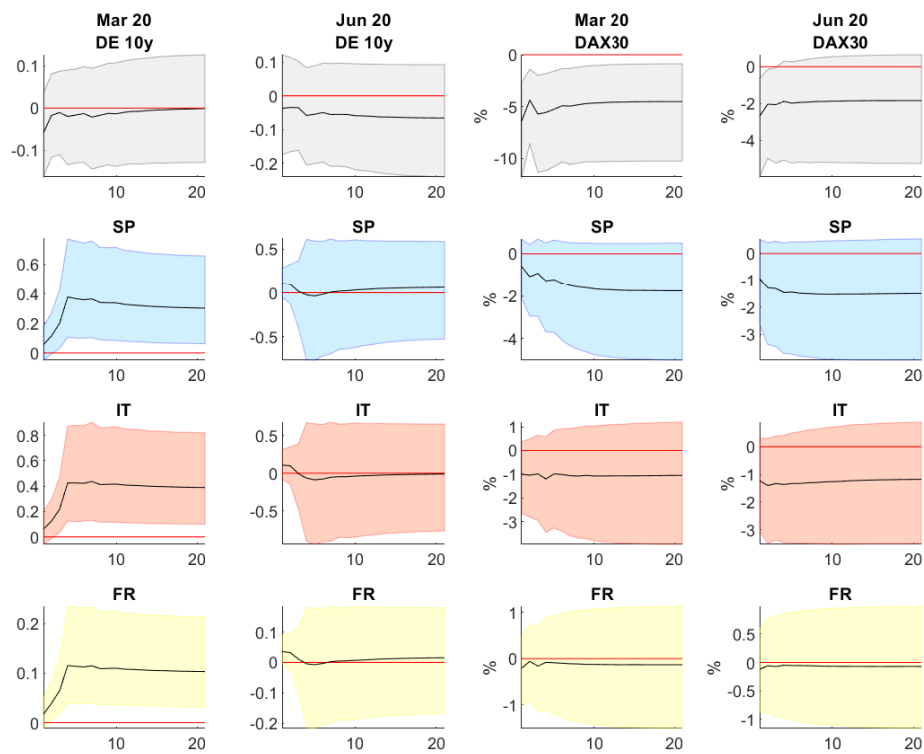 Mar 20 Jun 20 Mar 20 Jun 20
DE 10y DE 10y DAX30 DAX30
0.1 0 -0.1 10 20
0.1 0 -0.1 -0.2 10 20
% 0 -5 -10 10 20
% 0 -2 -4 10 20
SP SP SP SP
0.6 0.4 0.2 0 10 20
0.5 0 -0.5 10 20
% 0 -2 -4 10 20
% 0 -1 -2 -3 10 20
IT IT IT IT
0.8 0.6 0.4 0.2 0 10 20
0.5 0 -0.5 10 20
% 1 0 -1 -2 -3 10 20
% 0 -1 -2 -3 10 20
FR FR FR FR
0.2 0.1 0 10 20
0.1 0 -0.1 -0.2 10 20
% 1 0 -1 10 20
% 0.5 0 -0.5 -1 10 20